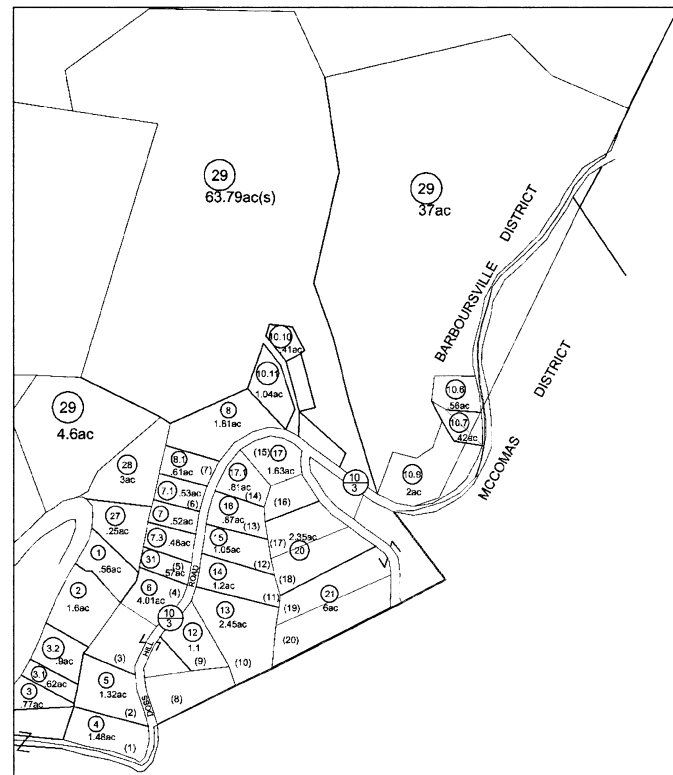 29
63.79ac(s)
29
37ac
BARBOURSVILLE DISTRICT
MCCOMAS DISTRICT
10.10
.41ac
10.11
1.04ac
10.6
.56ac
10.7
.42ac
10.9
2ac
29
4.6ac
8
1.81ac
28
3ac
8.1
.61ac
(7)
17.1
.81ac
(14)
(15)
17
1.63ac
10
3
7.1
.53ac
(6)
18
.67ac
(13)
(16)
27
.25ac
7
.52ac
7.3
.48ac
15
1.05ac
(12)
(17)
2.35ac
20
1
.56ac
31
.57ac
(5)
14
1.2ac
(11)
(18)
2
1.6ac
6
4.01ac
(4)
ROAD
13
2.45ac
(19)
21
6ac
10
3
12
1.1
(9)
(10)
(20)
3.2
.9ac
(3)
HILL
3.1
.62ac
5
1.32ac
(2)
(8)
3
.77ac
DOSS
4
1.48ac
(1)